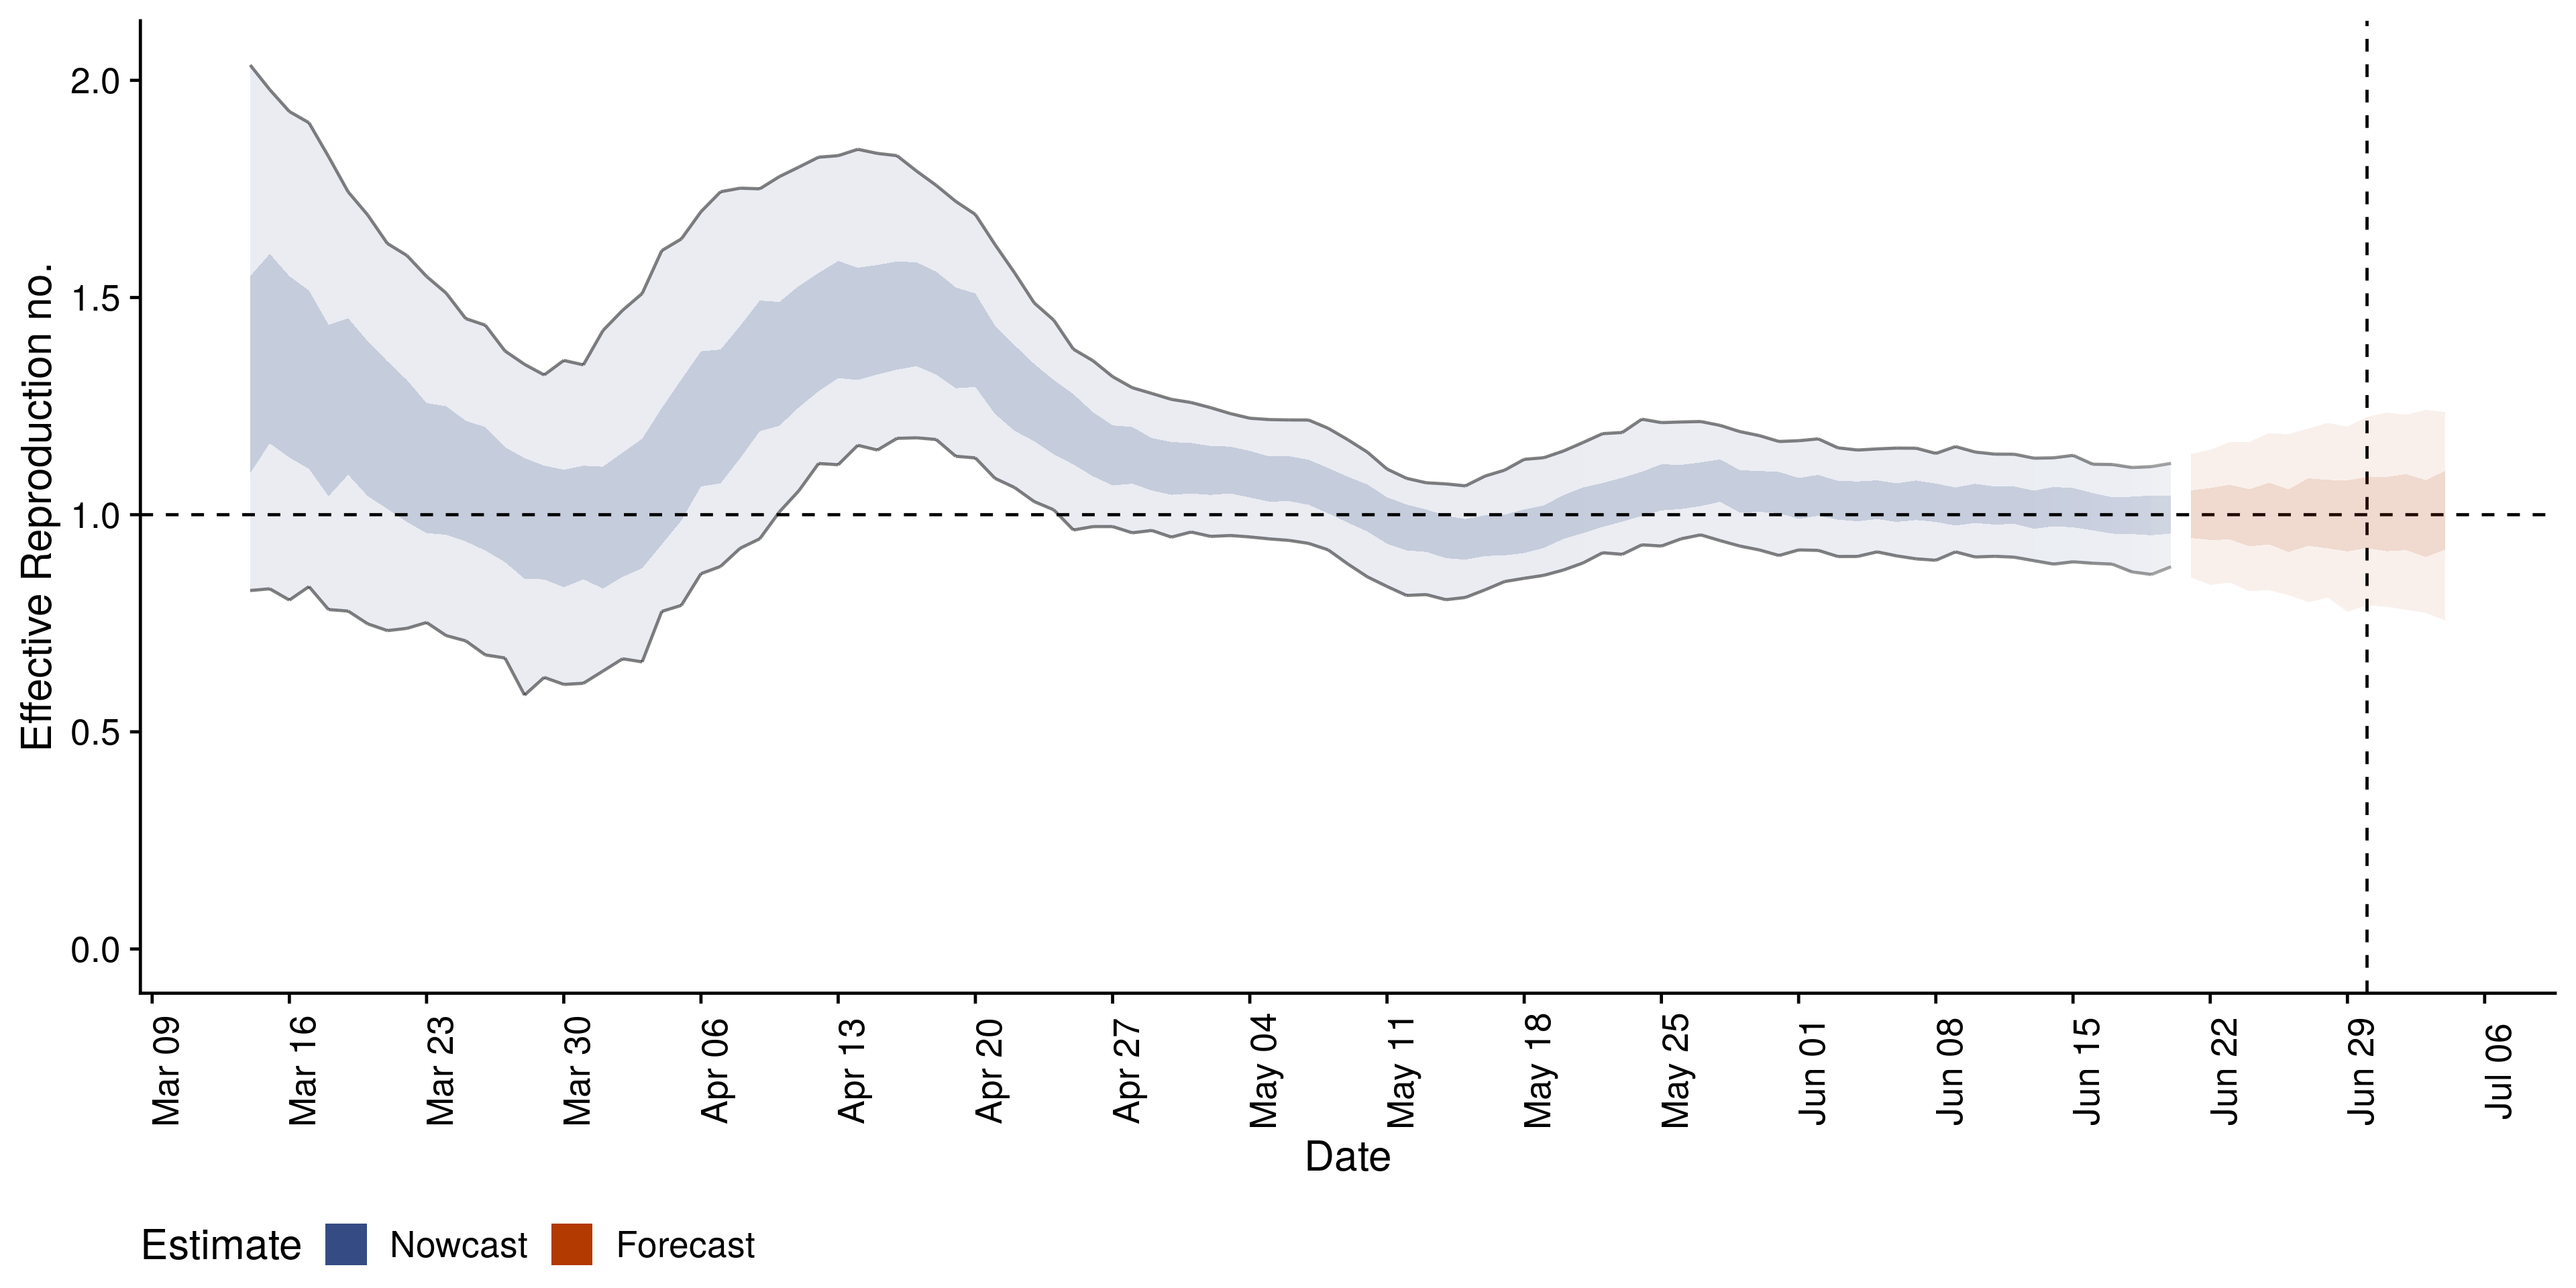 Effective Reproduction no.
2.0
1.5
1.0
0.5
0.0
Mar 09
Mar 16
Mar 23
Mar 30
Apr 06
Apr 13
Apr 20
Apr 27
May 04
May 11
May 18
May 25
Jun 01
Jun 08
Jun 15
Jun 22
Jun 29
Jul 06
Date
Estimate Nowcast Forecast